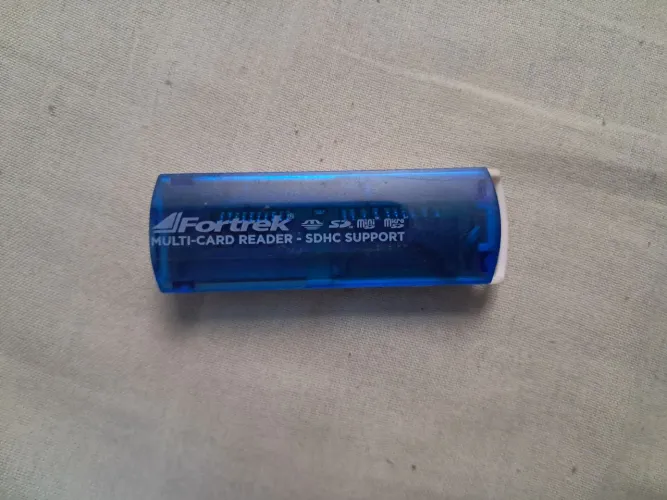 Fortrek SD mini micro
MULTI-CARD READER - SDHC SUPPORT